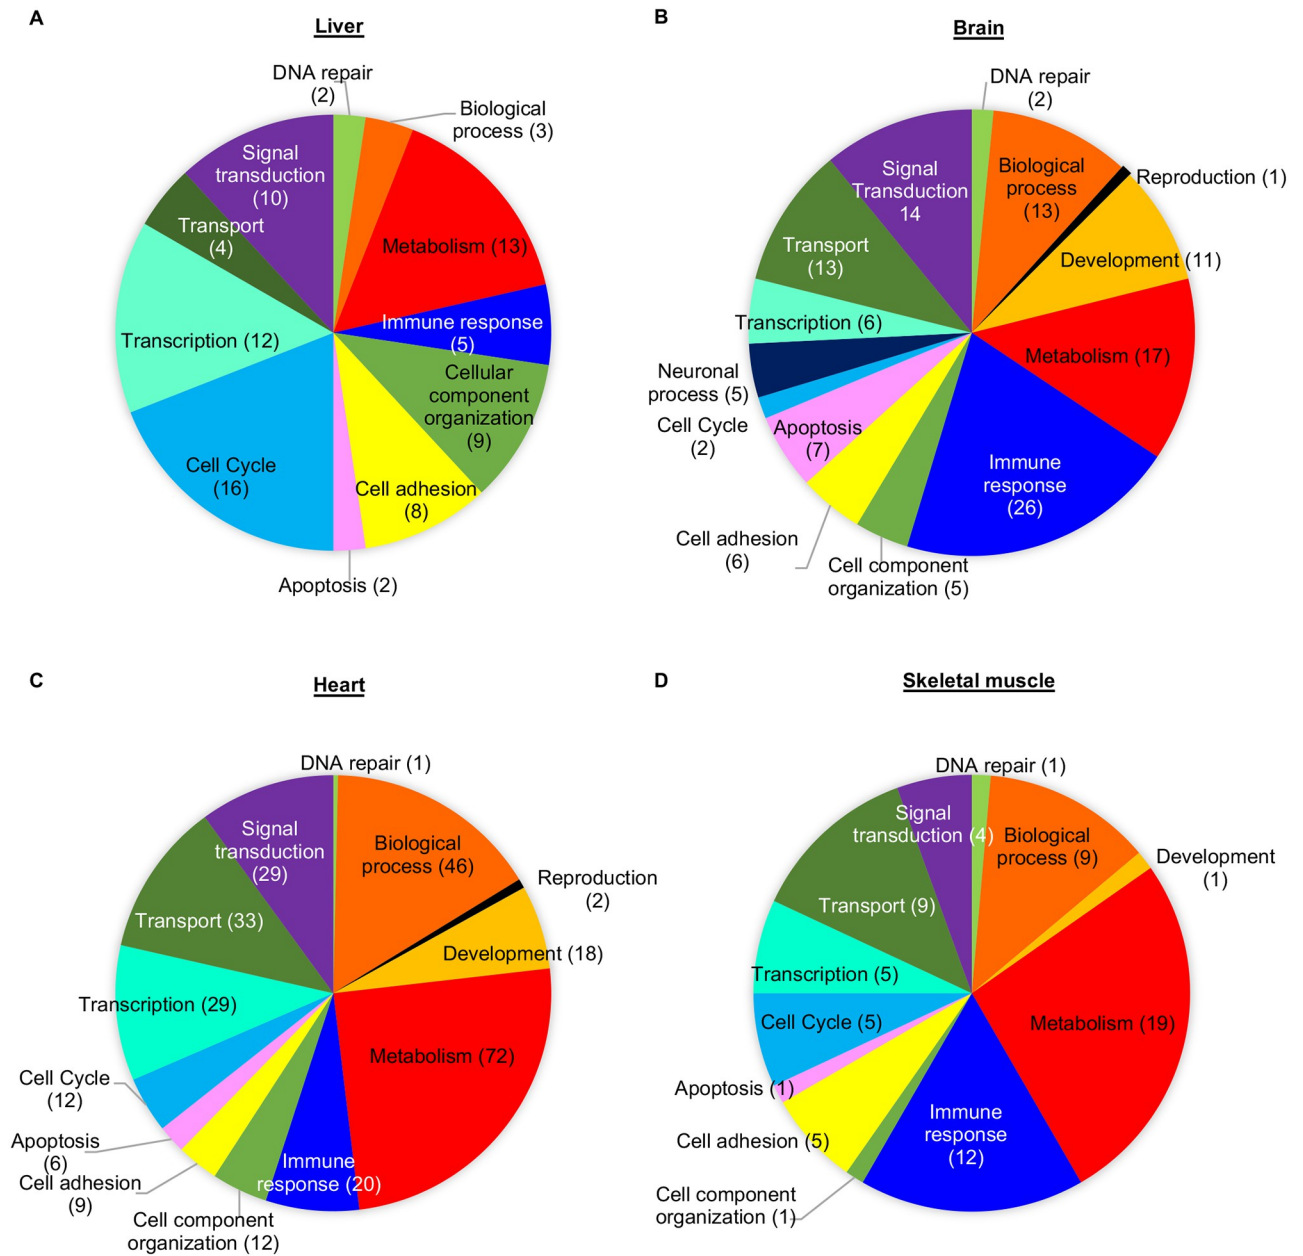 A
Liver
DNA repair
(2)
Biological
process (3)
Signal
transduction
(10)
Transport
(4)
Metabolism (13)
Immune response
(5)
Transcription (12)
Cellular
component
organization
(9)
Cell Cycle
(16)
Cell adhesion
(8)
Apoptosis (2)
B
Brain
DNA repair
(2)
Biological
process
(13)
Reproduction (1)
Signal
Transduction
14
Development (11)
Transport
(13)
Transcription (6)
Metabolism (17)
Neuronal
process (5)
Cell Cycle
(2)
Apoptosis
(7)
Immune
response
(26)
Cell adhesion
(6)
Cell component
organization (5)
C
Heart
DNA repair (1)
Signal
transduction
(29)
Biological
process (46)
Reproduction
(2)
Transport (33)
Development (18)
Transcription (29)
Metabolism (72)
Cell Cycle
(12)
Apoptosis
(6)
Cell adhesion
(9)
Immune
response (20)
Cell component
organization (12)
D
Skeletal muscle
DNA repair (1)
Signal
transduction (4)
Biological
process (9)
Development
(1)
Transport (9)
Transcription (5)
Cell Cycle (5)
Metabolism (19)
Apoptosis (1)
Immune
response
(12)
Cell adhesion (5)
Cell component
organization (1)